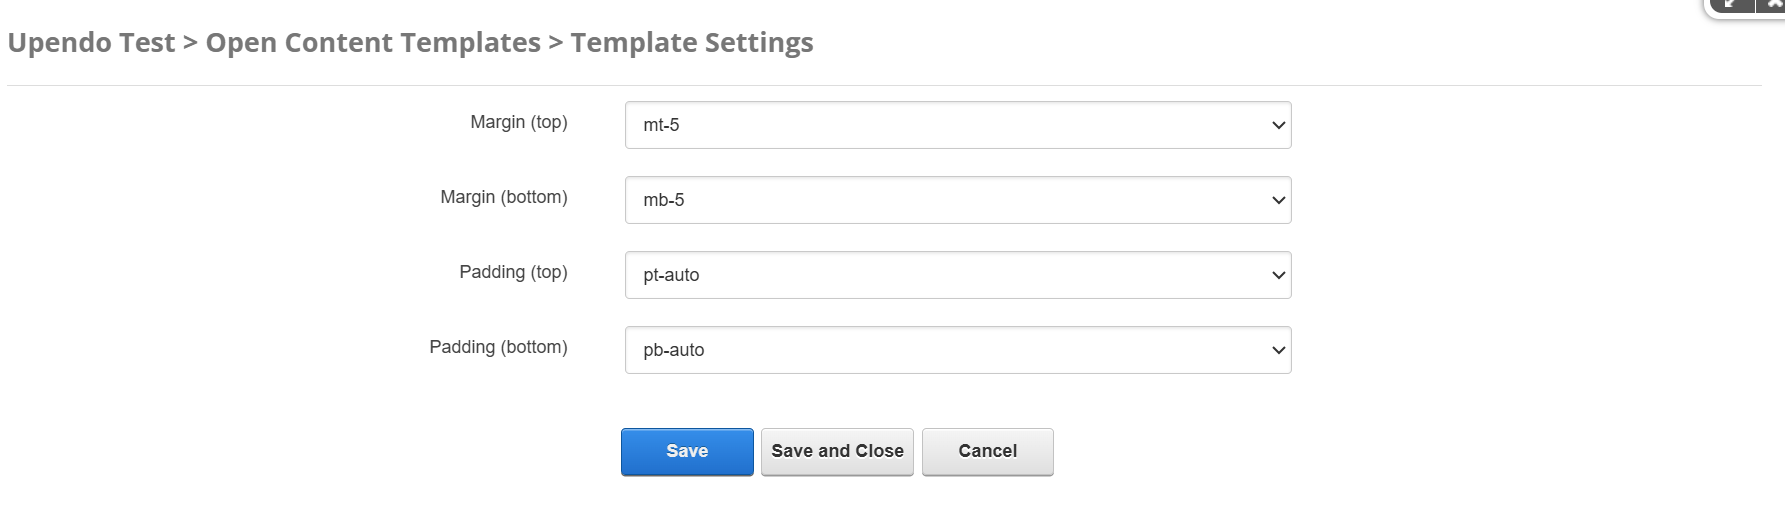 Upendo Test > Open Content Templates > Template Settings
Margin (top)
mt-5
Margin (bottom)
mb-5
Padding (top)
pt-auto
Padding (bottom)
pb-auto
Save
Save and Close
Cancel